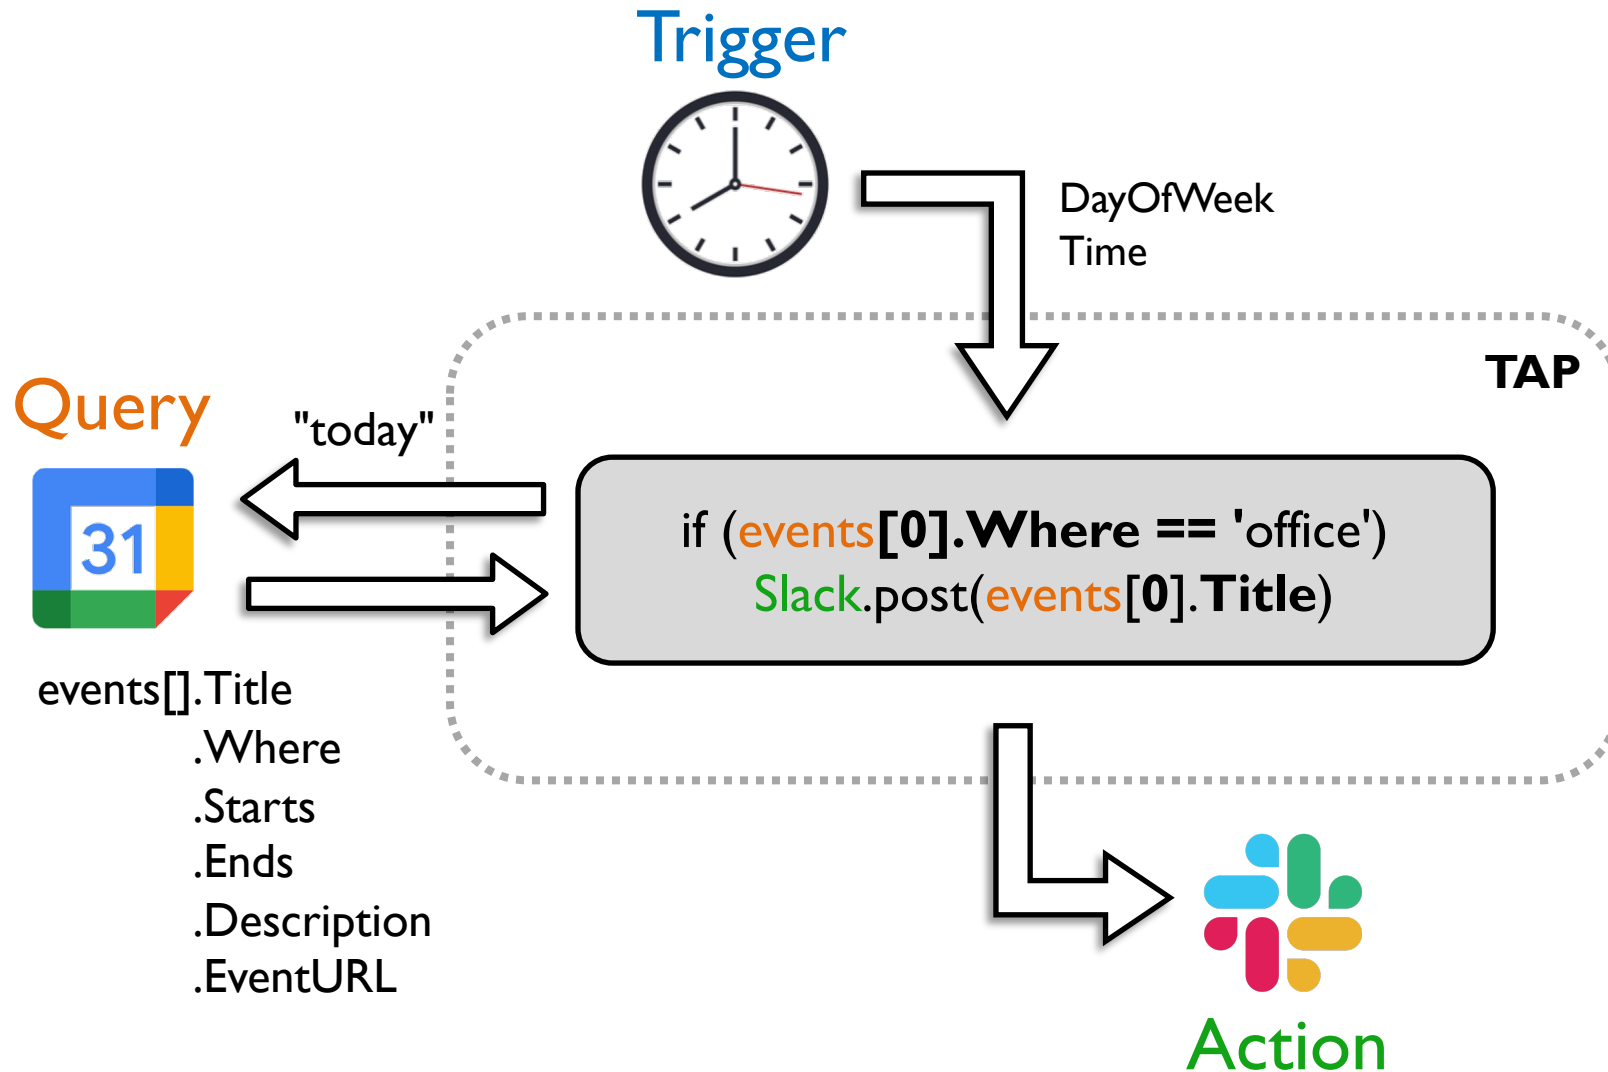 Trigger
DayOfWeek
Time
TAP
Query
"today"
31
if (events[0].Where == 'office')
Slack.post(events[0].Title)
events[].Title
.Where
.Starts
.Ends
.Description
.EventURL
Action